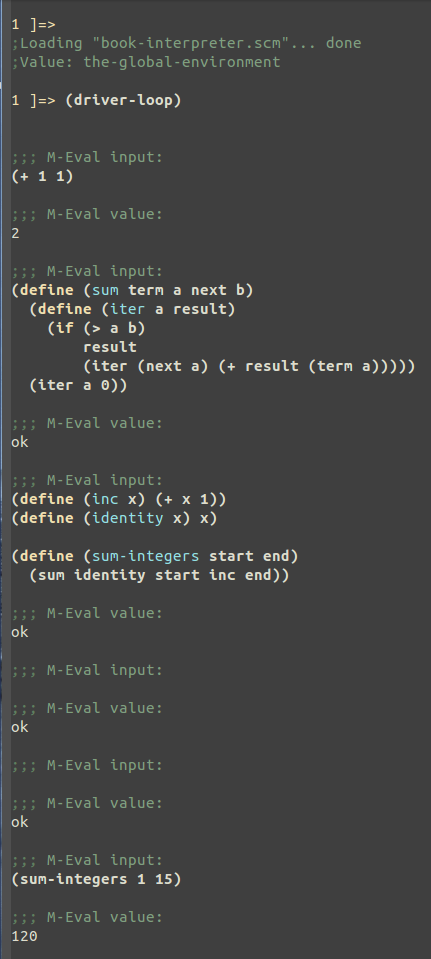 1 ]=>
;Loading "book-interpreter.scm"... done
;Value: the-global-environment
1 ]=> (driver-loop)
;;; M-Eval input:
(+ 1 1)
;;; M-Eval value:
2
;;; M-Eval input:
(define (sum term a next b)
  (define (iter a result)
    (if (> a b)
        result
        (iter (next a) (+ result (term a)))))
  (iter a 0))
;;; M-Eval value:
ok
;;; M-Eval input:
(define (inc x) (+ x 1))
(define (identity x) x)
(define (sum-integers start end)
  (sum identity start inc end))
;;; M-Eval value:
ok
;;; M-Eval input:
;;; M-Eval value:
ok
;;; M-Eval input:
;;; M-Eval value:
ok
;;; M-Eval input:
(sum-integers 1 15)
;;; M-Eval value:
120